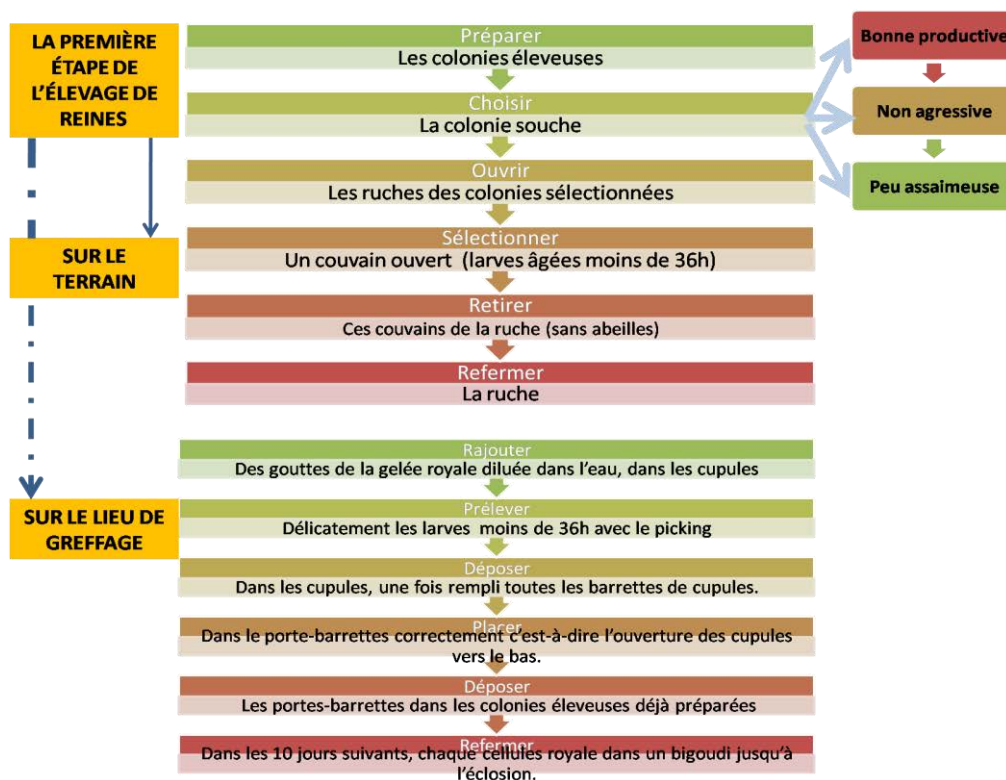 LA PREMIÈRE
ÉTAPE DE
L'ÉLEVAGE DE
REINES
Préparer
Les colonies éleveuses
Choisir
La colonie souche
Bonne productive
Non agressive
Peu assaimeuse
Ouvrir
Les ruches des colonies sélectionnées
SUR LE
TERRAIN
Sélectionner
Un couvain ouvert (larves âgées moins de 36h)
Retirer
Ces couvains de la ruche (sans abeilles)
Refermer
La ruche
SUR LE LIEU DE
GREFFAGE
Rajouter
Des gouttes de la gelée royale diluée dans l'eau, dans les cupules
Prélever
Délicatement les larves moins de 36h avec le picking
Déposer
Dans les cupules, une fois rempli toutes les barrettes de cupules.
Placer
Dans le porte-barrettes correctement c'est-à-dire l'ouverture des cupules
vers le bas.
Déposer
Les portes-barrettes dans les colonies éleveuses déjà préparées
Refermer
Dans les 10 jours suivants, chaque cellules royale dans un bigoudi jusqu'à
l'éclosion.